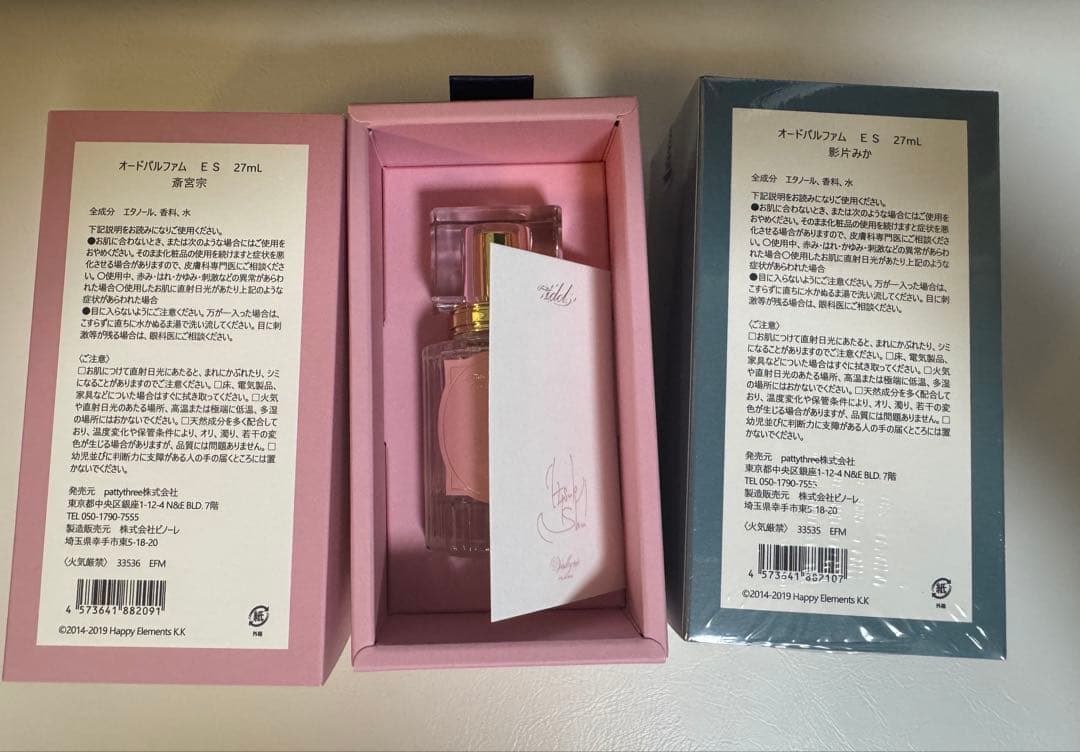 オードパルファム ES 27mL
斎宮宗
全成分 エタノール、香料、水
下記説明をお読みになりご使用ください。
●お肌に合わないとき、または次のような場合にはご使用を
おやめください。そのまま化粧品の使用を続けますと症状を悪
化させる場合がありますので、皮膚科専門医にご相談くださ
い。〇使用中、赤み・はれ・かゆみ・刺激などの異常があらわ
れた場合〇使用したお肌に直射日光があたり上記のような
症状があらわれた場合
●目に入らないようにご注意ください。万が一入った場合は、
こすらずに直ちに水かぬるま湯で洗い流してください。目に刺
激等が残る場合は、眼科医にご相談ください。
〈ご注意〉
□お肌につけて直射日光にあたると、まれにかぶれたり、シミ
になることがありますのでご注意ください。□床、電気製品、
家具などについた場合はすぐに拭き取ってください。□火気
や直射日光のあたる場所、高温または極端に低温、多湿
の場所にはおかないでください。□天然成分を多く配合して
おり、温度変化や保管条件により、オリ、濁り、若干の変
色が生じる場合がありますが、品質には問題ありません。□
幼児並びに判断力に支障がある人の手の届くところには置
かないでください。
発売元 pattythree株式会社
東京都中央区銀座1-12-4 N&E BLD. 7階
TEL 050-1790-7555
製造販売元 株式会社ピノーレ
埼玉県幸手市東5-18-20
〈火気厳禁〉 33536 EFM
4 573641 882091
紙
外箱
©2014-2019 Happy Elements K.K
オードパルファム ES 27mL
影片みか
全成分 エタノール、香料、水
下記説明をお読みになりご使用ください。
●お肌に合わないとき、または次のような場合にはご使用を
おやめください。そのまま化粧品の使用を続けますと症状を悪
化させる場合がありますので、皮膚科専門医にご相談くださ
い。〇使用中、赤み・はれ・かゆみ・刺激などの異常があらわ
れた場合〇使用したお肌に直射日光があたり上記のような
症状があらわれた場合
●目に入らないようにご注意ください。万が一入った場合は、
こすらずに直ちに水かぬるま湯で洗い流してください。目に刺
激等が残る場合は、眼科医にご相談ください。
〈ご注意〉
□お肌につけて直射日光にあたると、まれにかぶれたり、シミ
になることがありますのでご注意ください。□床、電気製品、
家具などについた場合はすぐに拭き取ってください。□火気
や直射日光のあたる場所、高温または極端に低温、多湿
の場所にはおかないでください。□天然成分を多く配合して
おり、温度変化や保管条件により、オリ、濁り、若干の変
色が生じる場合がありますが、品質には問題ありません。□
幼児並びに判断力に支障がある人の手の届くところには置
かないでください。
発売元 pattythree株式会社
東京都中央区銀座1-12-4 N&E BLD. 7階
TEL 050-1790-7555
製造販売元 株式会社ピノーレ
埼玉県幸手市東5-18-20
〈火気厳禁〉 33535 EFM
4 573641 882107
紙
外箱
©2014-2019 Happy Elements K.K